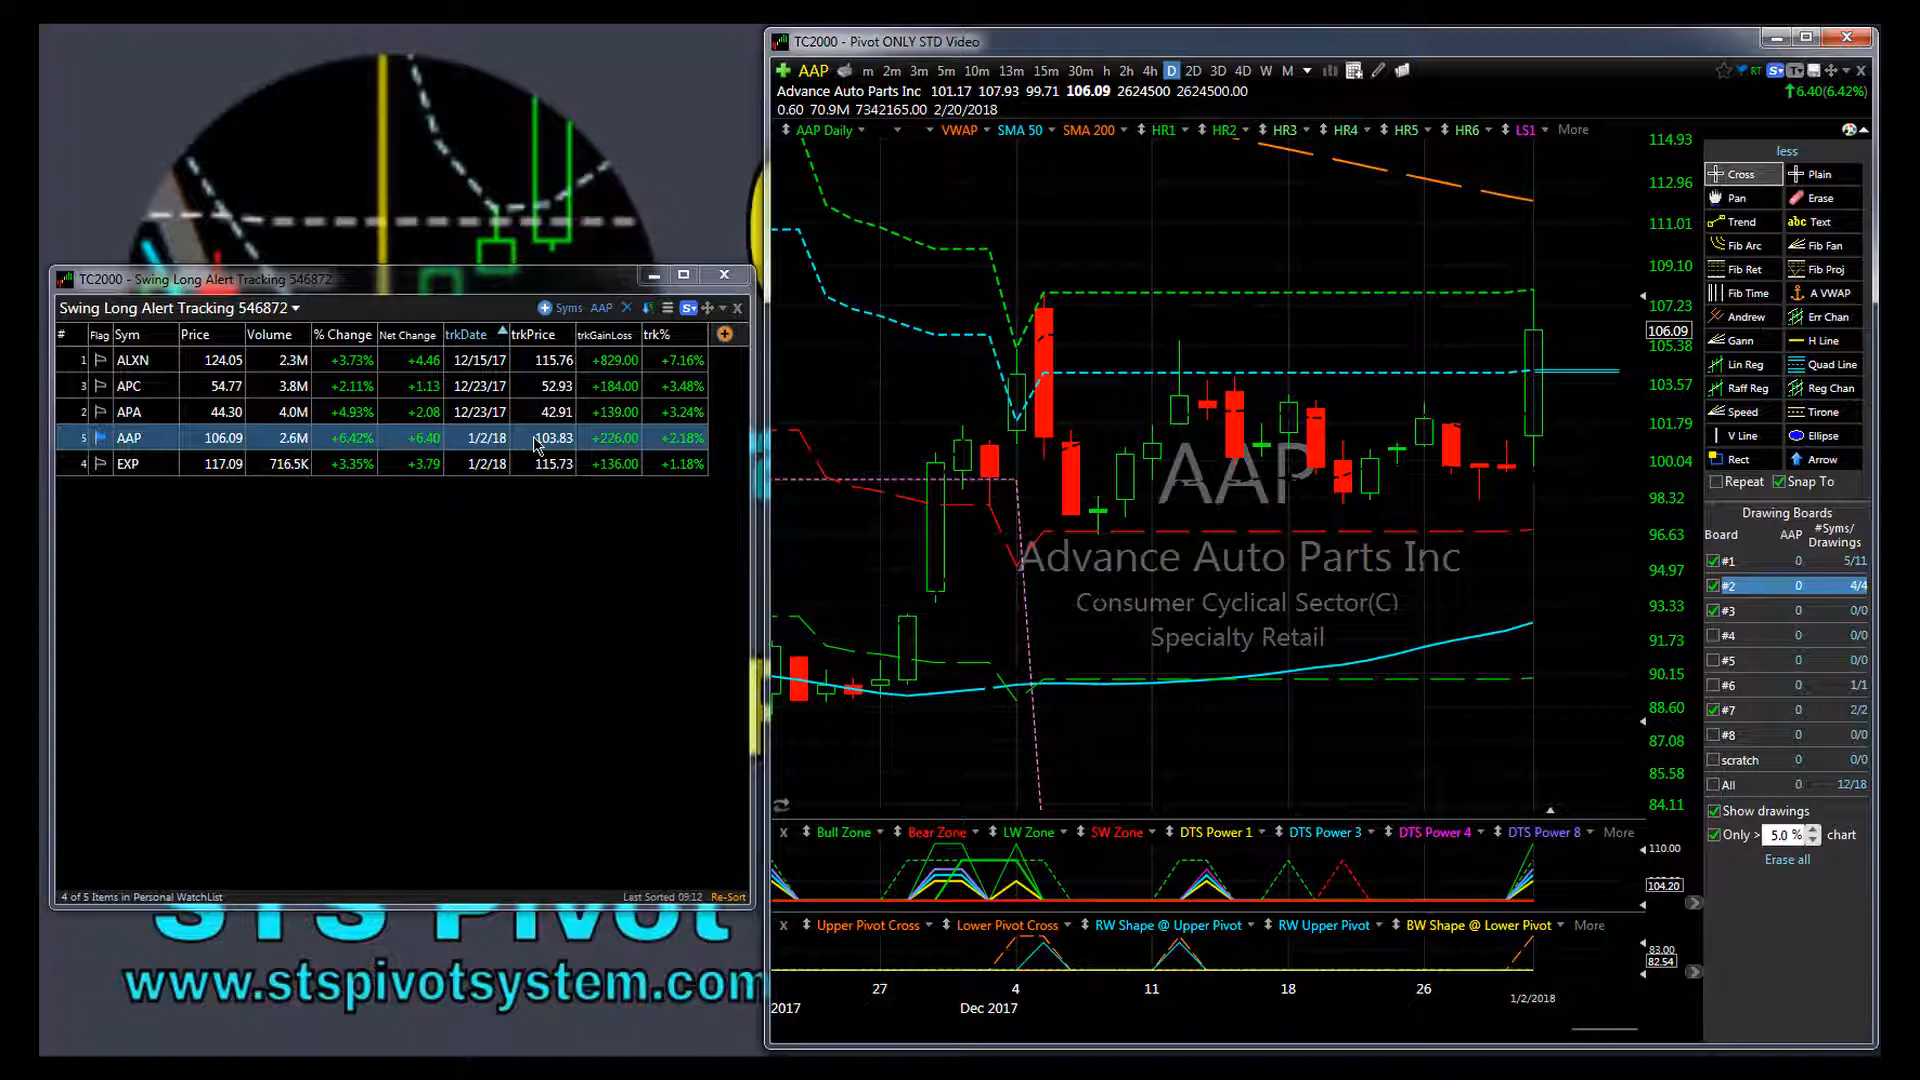 TC2000 - Pivot ONLY STD Video
AAP m 2m 3m 5m 10m 13m 15m 30m h 2h 4h D 2D 3D 4D W M
RT S T
Advance Auto Parts Inc 101.17 107.93 99.71 106.09 2624500 2624500.00
6.40(6.42%)
0.60 70.9M 7342165.00 2/20/2018
AAP Daily VWAP SMA 50 SMA 200 HR1 HR2 HR3 HR4 HR5 HR6 LS1 More
114.93
112.96
111.01
109.10
107.23
106.09
105.38
103.57
101.79
100.04
98.32
96.63
94.97
93.33
91.73
90.15
88.60
87.08
85.58
84.11
AAP
Advance Auto Parts Inc
Consumer Cyclical Sector(C)
Specialty Retail
less
Cross Plain
Pan Erase
Trend abc Text
Fib Arc Fib Fan
Fib Ret Fib Proj
Fib Time A VWAP
Andrew Err Chan
Gann H Line
Lin Reg Quad Line
Raff Reg Reg Chan
Speed Tirone
V Line Ellipse
Rect Arrow
Repeat Snap To
Drawing Boards
Board AAP #Syms/
Drawings
#1 0 5/11
#2 0 4/4
#3 0 0/0
#4 0 0/0
#5 0 0/0
#6 0 1/1
#7 0 2/2
#8 0 0/0
scratch 0 0/0
All 0 12/18
Show drawings
Only > 5.0 % chart
Erase all
TC2000 - Swing Long Alert Tracking 546872
Swing Long Alert Tracking 546872 Syms AAP S
# Flag Sym Price Volume % Change Net Change trkDate trkPrice trkGainLoss trk%
1 ALXN 124.05 2.3M +3.73% +4.46 12/15/17 115.76 +829.00 +7.16%
3 APC 54.77 3.8M +2.11% +1.13 12/23/17 52.93 +184.00 +3.48%
2 APA 44.30 4.0M +4.93% +2.08 12/23/17 42.91 +139.00 +3.24%
5 AAP 106.09 2.6M +6.42% +6.40 1/2/18 103.83 +226.00 +2.18%
4 EXP 117.09 716.5K +3.35% +3.79 1/2/18 115.73 +136.00 +1.18%
4 of 5 Items in Personal WatchList Last Sorted 09:12 Re-Sort
STS Pivot
www.stspivotsystem.com
X Bull Zone Bear Zone LW Zone SW Zone DTS Power 1 DTS Power 3 DTS Power 4 DTS Power 8 More
110.00
104.20
X Upper Pivot Cross Lower Pivot Cross RW Shape @ Upper Pivot RW Upper Pivot BW Shape @ Lower Pivot More
83.00
82.54
27 4 11 18 26 1/2/2018
2017 Dec 2017